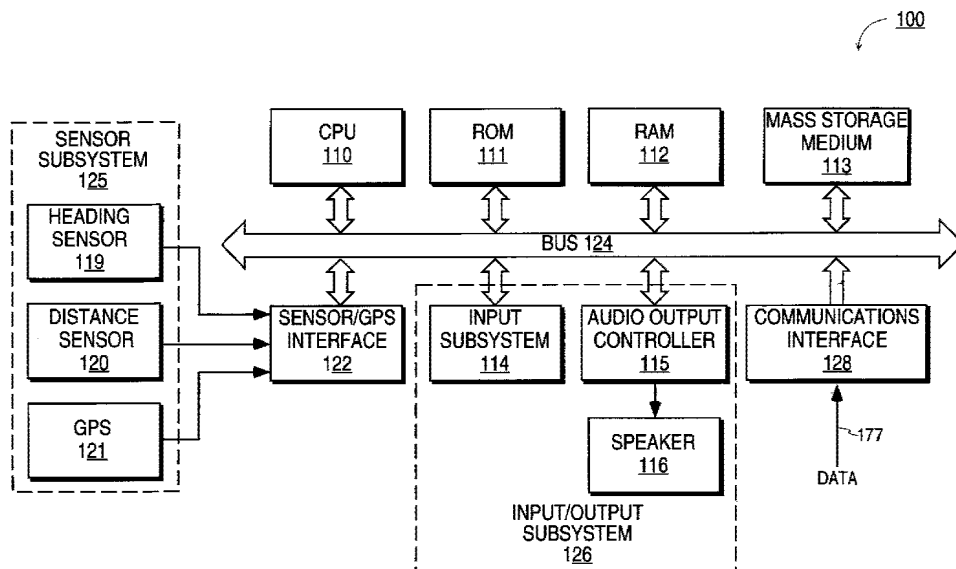 100
SENSOR
SUBSYSTEM
125
HEADING
SENSOR
119
DISTANCE
SENSOR
120
GPS
121
CPU
110
ROM
111
RAM
112
MASS STORAGE
MEDIUM
113
BUS 124
SENSOR/GPS
INTERFACE
122
INPUT
SUBSYSTEM
114
AUDIO OUTPUT
CONTROLLER
115
COMMUNICATIONS
INTERFACE
128
SPEAKER
116
177
DATA
INPUT/OUTPUT
SUBSYSTEM
126